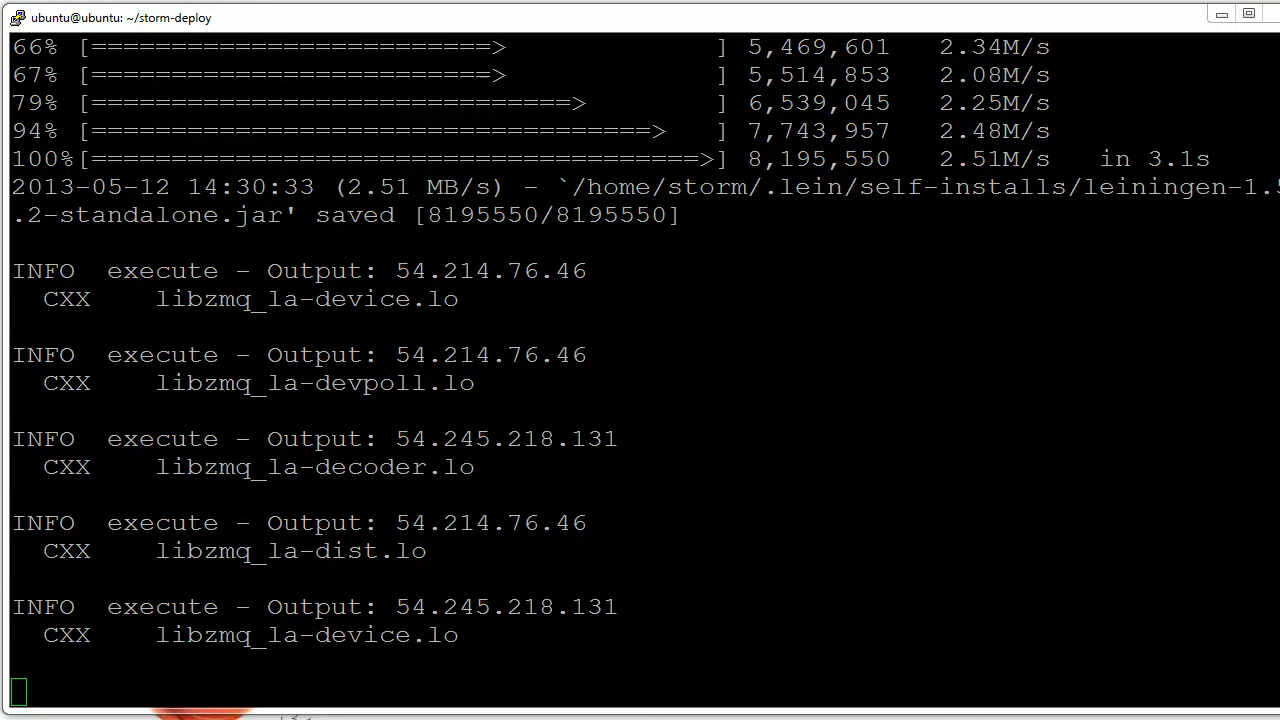 ubuntu@ubuntu: ~/storm-deploy
66% [=========================> ] 5,469,601 2.34M/s
67% [=========================> ] 5,514,853 2.08M/s
79% [==============================> ] 6,539,045 2.25M/s
94% [===================================> ] 7,743,957 2.48M/s
100%[======================================>] 8,195,550 2.51M/s in 3.1s
2013-05-12 14:30:33 (2.51 MB/s) - `/home/storm/.lein/self-installs/leiningen-1.5
.2-standalone.jar' saved [8195550/8195550]
INFO execute - Output: 54.214.76.46
CXX libzmq_la-device.lo
INFO execute - Output: 54.214.76.46
CXX libzmq_la-devpoll.lo
INFO execute - Output: 54.245.218.131
CXX libzmq_la-decoder.lo
INFO execute - Output: 54.214.76.46
CXX libzmq_la-dist.lo
INFO execute - Output: 54.245.218.131
CXX libzmq_la-device.lo